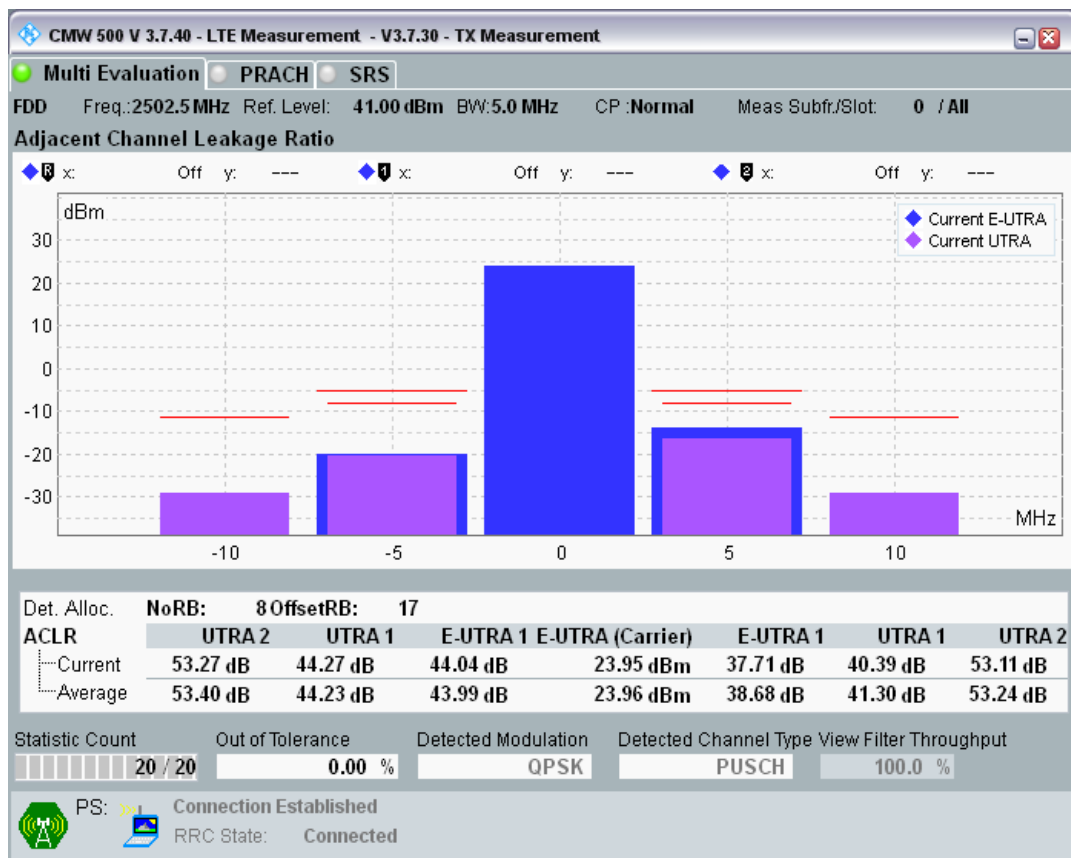 CMW 500 V 3.7.40 - LTE Measurement - V3.7.30 - TX Measurement
Multi Evaluation PRACH SRS
FDD Freq.:2502.5 MHz Ref. Level: 41.00 dBm BW:5.0 MHz CP :Normal Meas Subfr./Slot: 0 / All
Adjacent Channel Leakage Ratio
R x: Off y: --- 1 x: Off y: --- 2 x: Off y: ---
dBm
Current E-UTRA
Current UTRA
30
20
10
0
-10
-20
-30
MHz
-10 -5 0 5 10
Det. Alloc. NoRB: 8 OffsetRB: 17
ACLR UTRA 2 UTRA 1 E-UTRA 1 E-UTRA (Carrier) E-UTRA 1 UTRA 1 UTRA 2
Current 53.27 dB 44.27 dB 44.04 dB 23.95 dBm 37.71 dB 40.39 dB 53.11 dB
Average 53.40 dB 44.23 dB 43.99 dB 23.96 dBm 38.68 dB 41.30 dB 53.24 dB
Statistic Count Out of Tolerance Detected Modulation Detected Channel Type View Filter Throughput
20 / 20 0.00 % QPSK PUSCH 100.0 %
PS: Connection Established
RRC State: Connected